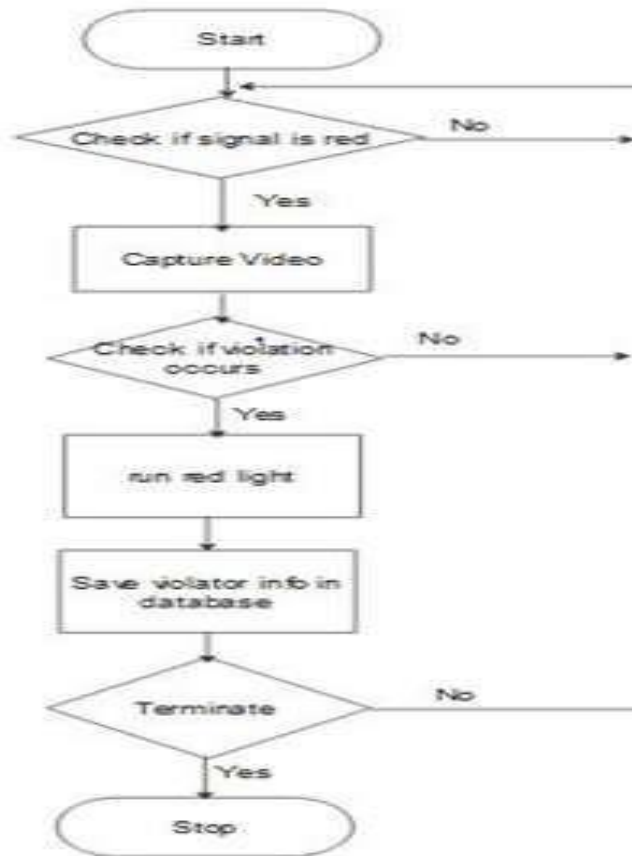 Start
Check if signal is red
No
Yes
Capture Video
Check if violation
occurs
No
Yes
run red light
Save violator info in
database
Terminate
No
Yes
Stop